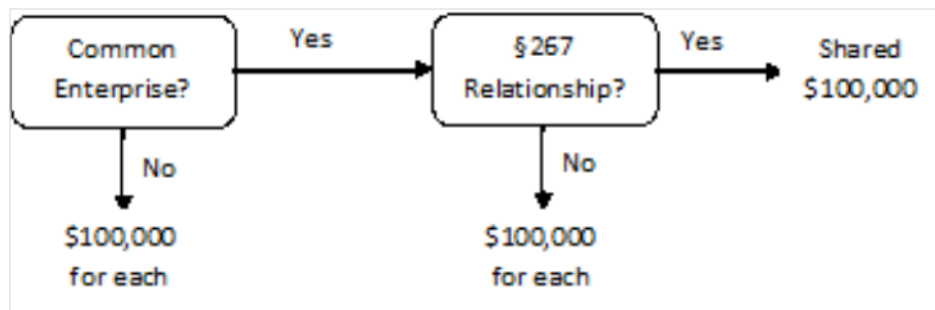 Common
Enterprise?
Yes
§267
Relationship?
Yes
Shared
$100,000
No
$100,000
for each
No
$100,000
for each